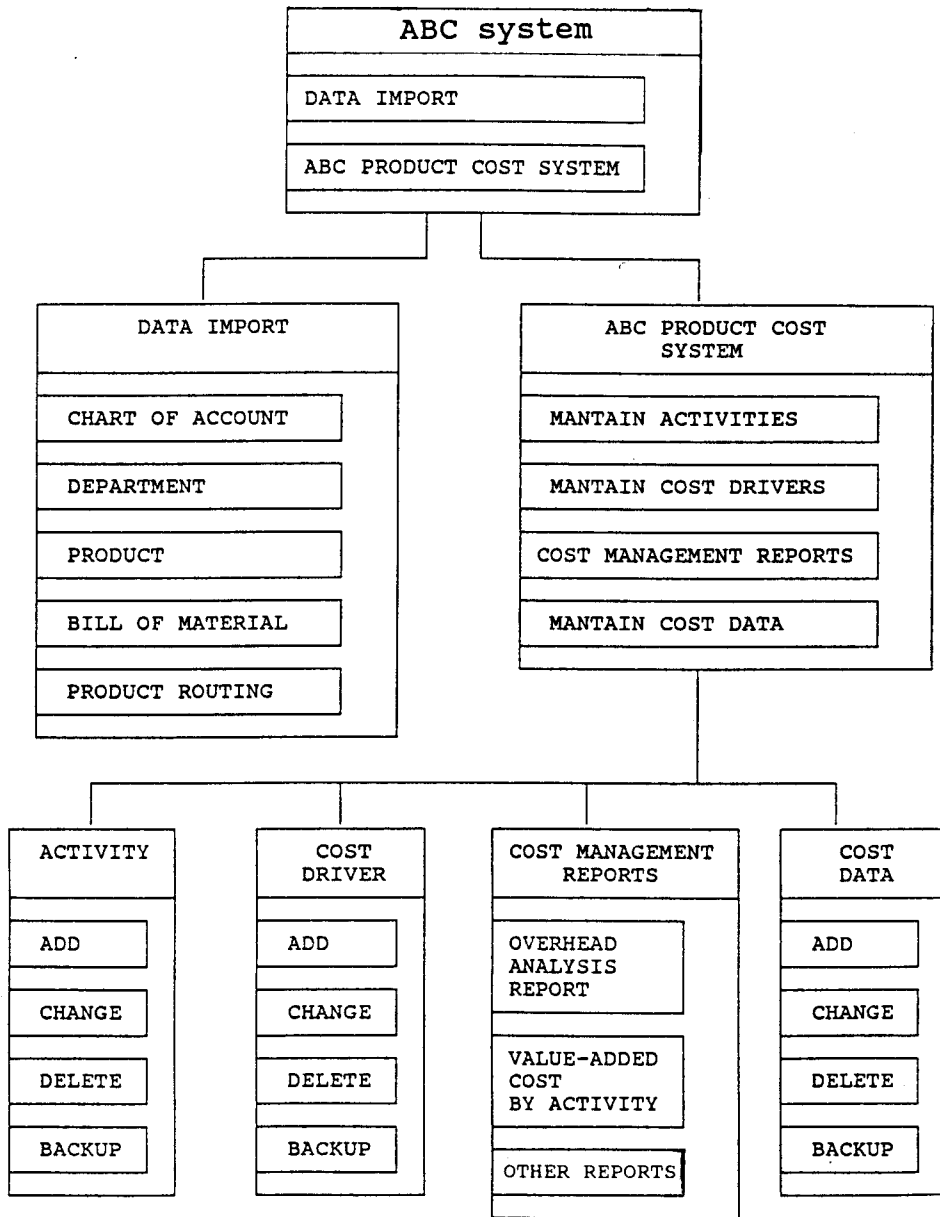 ABC system
DATA IMPORT
ABC PRODUCT COST SYSTEM
DATA IMPORT
CHART OF ACCOUNT
DEPARTMENT
PRODUCT
BILL OF MATERIAL
PRODUCT ROUTING
ABC PRODUCT COST
SYSTEM
MANTAIN ACTIVITIES
MANTAIN COST DRIVERS
COST MANAGEMENT REPORTS
MANTAIN COST DATA
ACTIVITY
ADD
CHANGE
DELETE
BACKUP
COST
DRIVER
ADD
CHANGE
DELETE
BACKUP
COST MANAGEMENT
REPORTS
OVERHEAD
ANALYSIS
REPORT
VALUE-ADDED
COST
BY ACTIVITY
OTHER REPORTS
COST
DATA
ADD
CHANGE
DELETE
BACKUP